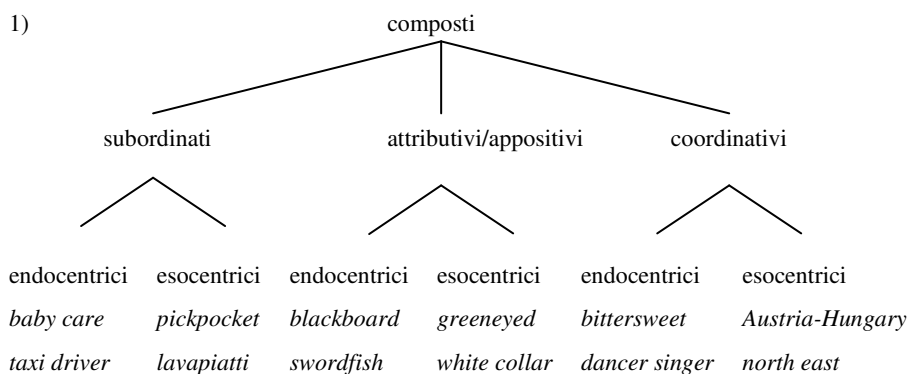 1) composti
subordinati attributivi/appositivi coordinativi
endocentrici esocentrici endocentrici esocentrici endocentrici esocentrici
baby care pickpocket blackboard greeneyed bittersweet Austria-Hungary
taxi driver lavapiatti swordfish white collar dancer singer north east